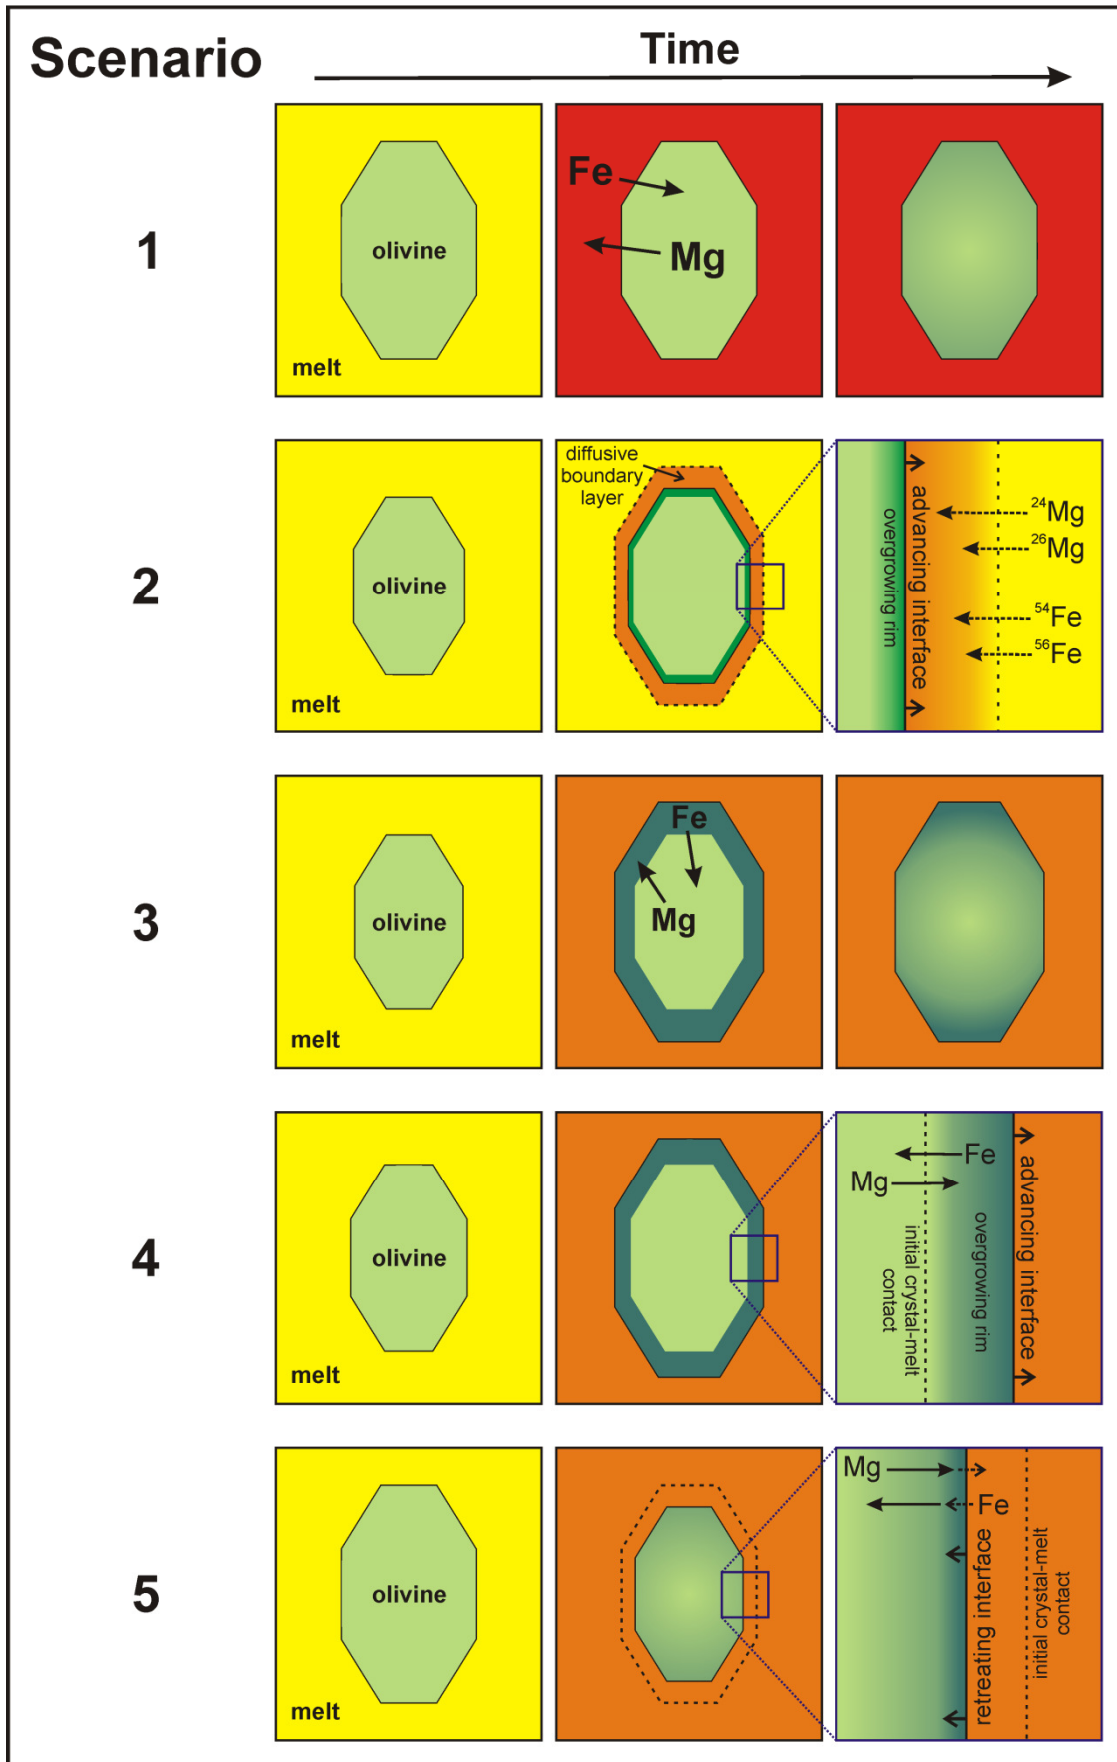 Scenario
Time
1
olivine
melt
Fe
Mg
2
olivine
melt
diffusive
boundary
layer
overgrowing rim
advancing interface
²⁴Mg
²⁶Mg
⁵⁴Fe
⁵⁶Fe
3
olivine
melt
Fe
Mg
4
olivine
melt
Fe
Mg
initial crystal-melt
contact
overgrowing rim
advancing interface
5
olivine
melt
Mg
Fe
retreating interface
initial crystal-melt
contact